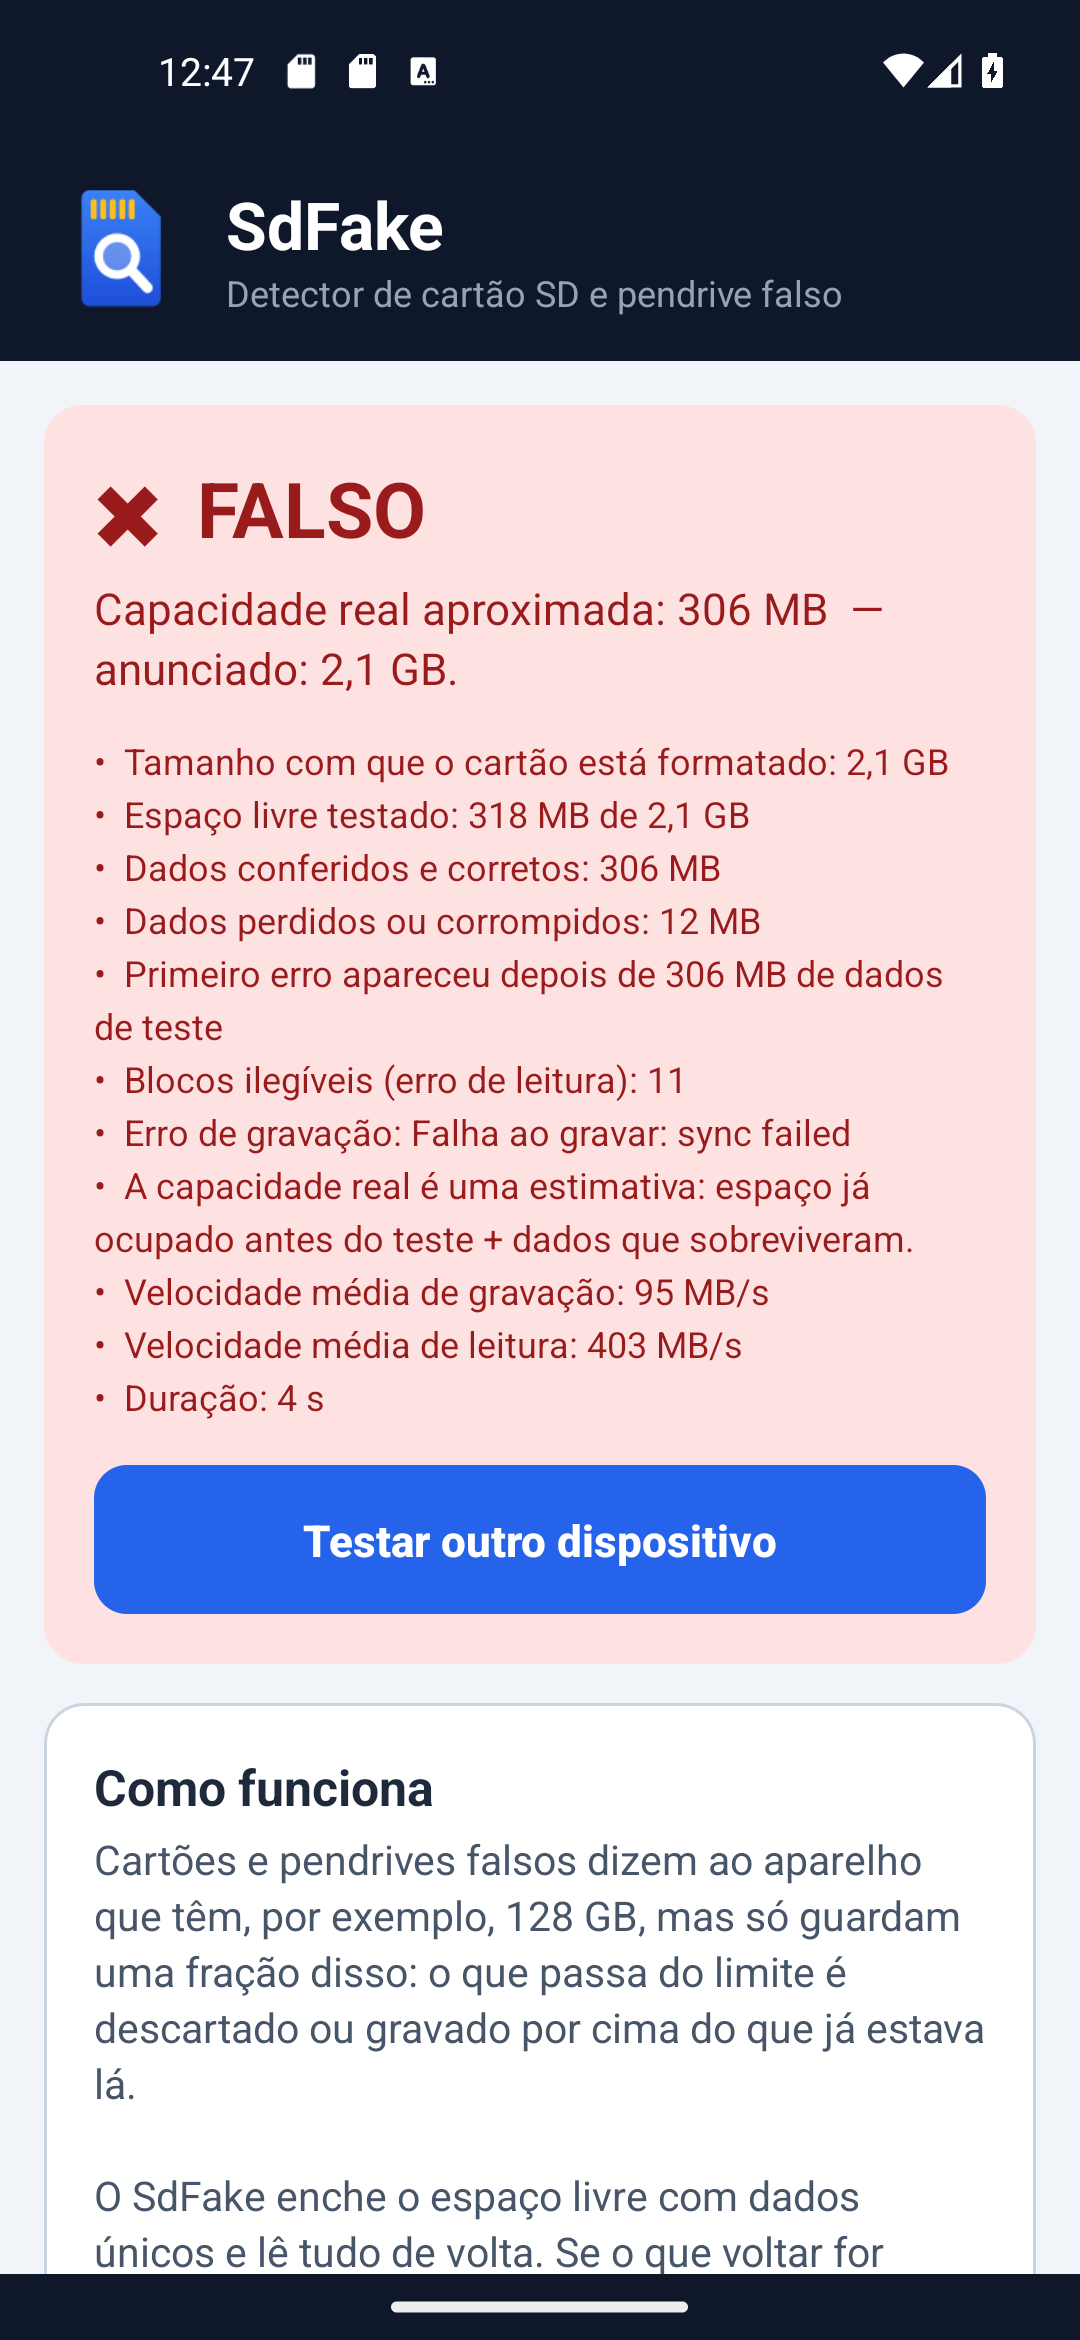 12:47
SdFake
Detector de cartão SD e pendrive falso
✖ FALSO
Capacidade real aproximada: 306 MB —
anunciado: 2,1 GB.
• Tamanho com que o cartão está formatado: 2,1 GB
• Espaço livre testado: 318 MB de 2,1 GB
• Dados conferidos e corretos: 306 MB
• Dados perdidos ou corrompidos: 12 MB
• Primeiro erro apareceu depois de 306 MB de dados
de teste
• Blocos ilegíveis (erro de leitura): 11
• Erro de gravação: Falha ao gravar: sync failed
• A capacidade real é uma estimativa: espaço já
ocupado antes do teste + dados que sobreviveram.
• Velocidade média de gravação: 95 MB/s
• Velocidade média de leitura: 403 MB/s
• Duração: 4 s
Testar outro dispositivo
Como funciona
Cartões e pendrives falsos dizem ao aparelho
que têm, por exemplo, 128 GB, mas só guardam
uma fração disso: o que passa do limite é
descartado ou gravado por cima do que já estava
lá.
O SdFake enche o espaço livre com dados
únicos e lê tudo de volta. Se o que voltar for